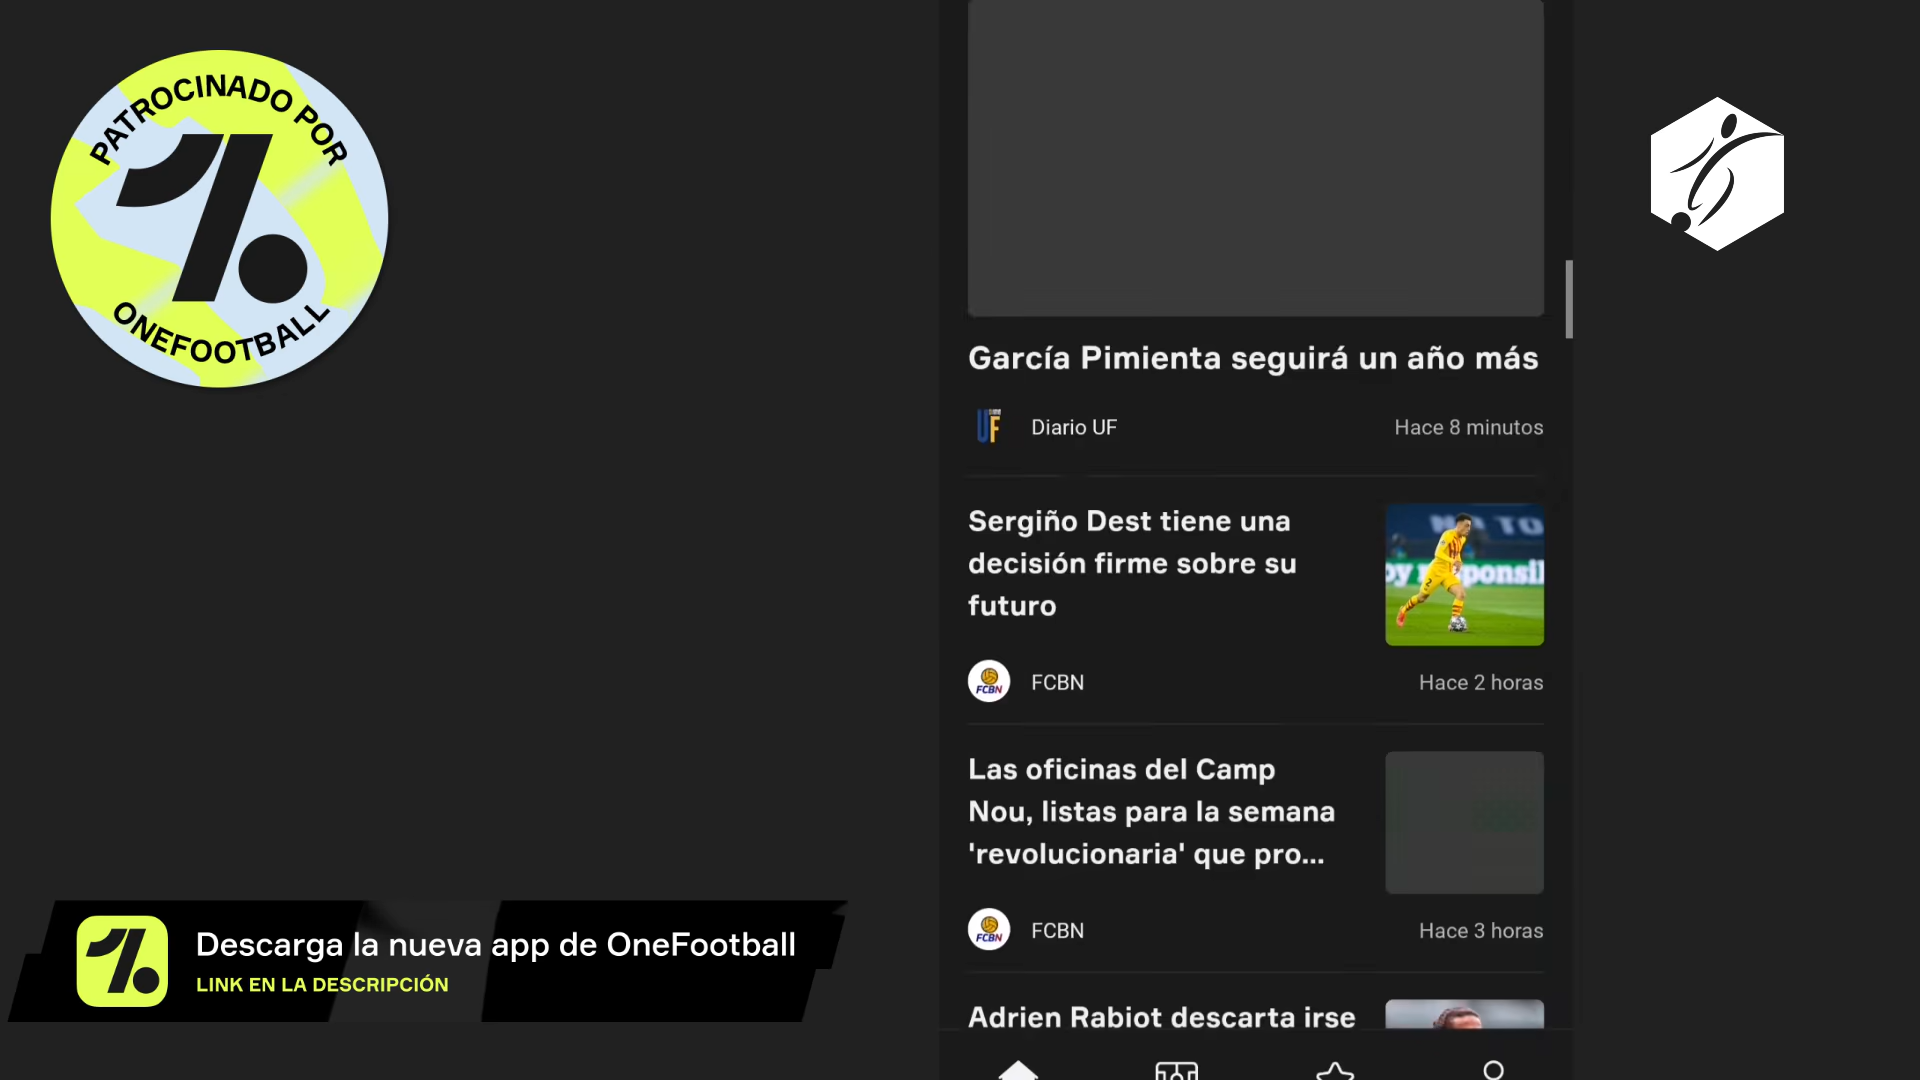 PATROCINADO POR
ONEFOOTBALL
García Pimienta seguirá un año más
Diario UF
Hace 8 minutos
Sergiño Dest tiene una
decisión firme sobre su
futuro
FCBN
FCBN
Hace 2 horas
Las oficinas del Camp
Nou, listas para la semana
'revolucionaria' que pro...
FCBN
FCBN
Hace 3 horas
Adrien Rabiot descarta irse
Descarga la nueva app de OneFootball
LINK EN LA DESCRIPCIÓN